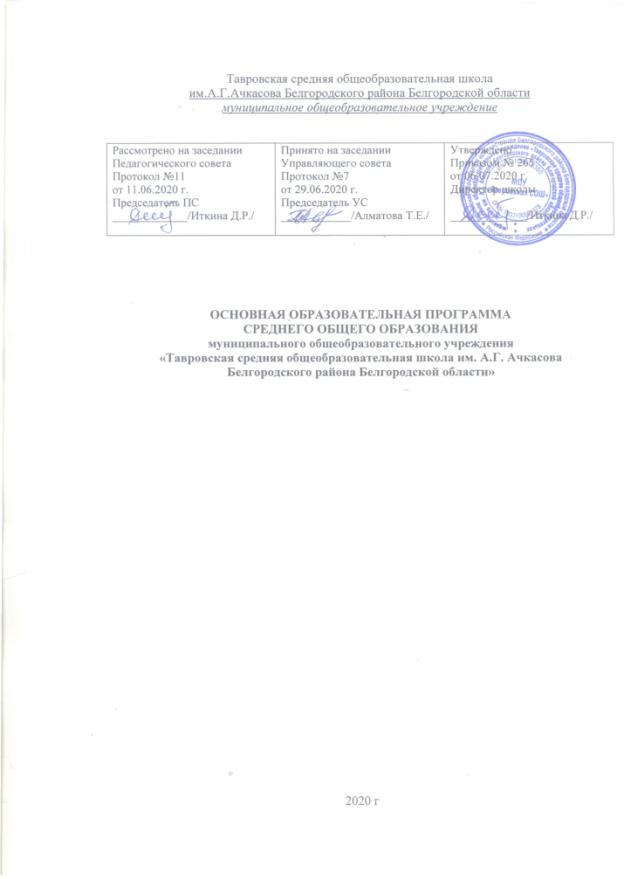 Тавровская средняя общеобразовательная школа
им.А.Г.Ачкасова Белгородского района Белгородской области
муниципальное общеобразовательное учреждение
Рассмотрено на заседании
Педагогического совета
Протокол №11
от 11.06.2020 г.
Председатель ПС
/Иткина Д.Р./
Принято на заседании
Управляющего совета
Протокол №7
от 29.06.2020 г.
Председатель УС
/Алматова Т.Е./
Утверждено
Приказом № 265
от 06.07.2020 г.
Директор школы
/Иткина Д.Р./
МОУ
ОСНОВНАЯ ОБРАЗОВАТЕЛЬНАЯ ПРОГРАММА
СРЕДНЕГО ОБЩЕГО ОБРАЗОВАНИЯ
муниципального общеобразовательного учреждения
«Тавровская средняя общеобразовательная школа им. А.Г. Ачкасова
Белгородского района Белгородской области»
2020 г